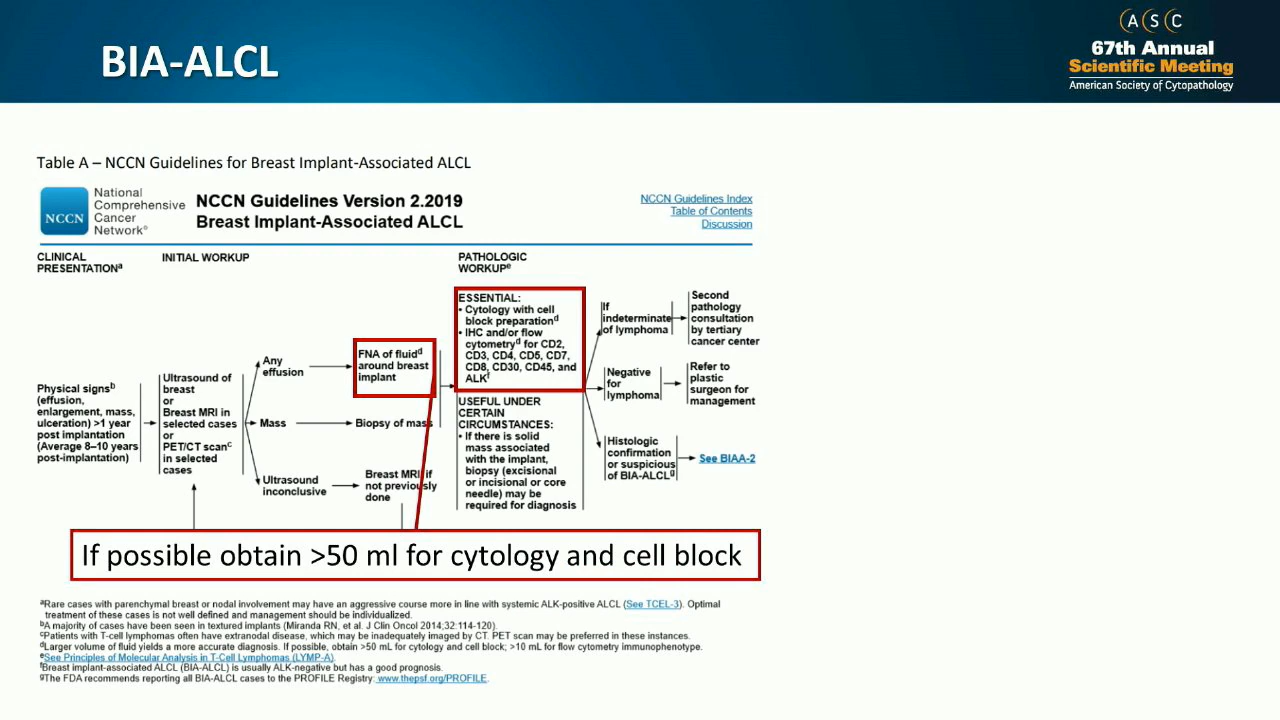 BIA-ALCL
ASC
67th Annual
Scientific Meeting
American Society of Cytopathology
Table A – NCCN Guidelines for Breast Implant-Associated ALCL
NCCN
National
Comprehensive
Cancer
Network®
NCCN Guidelines Version 2.2019
Breast Implant-Associated ALCL
NCCN Guidelines Index
Table of Contents
Discussion
CLINICAL
PRESENTATIONᵃ
INITIAL WORKUP
PATHOLOGIC
WORKUPᵉ
Physical signsᵇ
(effusion,
enlargement, mass,
ulceration) >1 year
post implantation
(Average 8–10 years
post-implantation)
Ultrasound of
breast
or
Breast MRI in
selected cases
or
PET/CT scanᶜ
in selected
cases
Any
effusion
Mass
Ultrasound
inconclusive
FNA of fluidᵈ
around breast
implant
Biopsy of mass
Breast MRI if
not previously
done
ESSENTIAL:
• Cytology with cell
block preparationᵈ
• IHC and/or flow
cytometryᵈ for CD2,
CD3, CD4, CD5, CD7,
CD8, CD30, CD45, and
ALKᶠ
USEFUL UNDER
CERTAIN
CIRCUMSTANCES:
• If there is solid
mass associated
with the implant,
biopsy (excisional
or incisional or core
needle) may be
required for diagnosis
If
indeterminate
of lymphoma
Negative
for
lymphoma
Histologic
confirmation
or suspicious
of BIA-ALCLᵍ
Second
pathology
consultation
by tertiary
cancer center
Refer to
plastic
surgeon for
management
See BIAA-2
If possible obtain >50 ml for cytology and cell block
ᵃRare cases with parenchymal breast or nodal involvement may have an aggressive course more in line with systemic ALK-positive ALCL (See TCEL-3). Optimal
treatment of these cases is not well defined and management should be individualized.
ᵇA majority of cases have been seen in textured implants (Miranda RN, et al. J Clin Oncol 2014;32:114-120).
ᶜPatients with T-cell lymphomas often have extranodal disease, which may be inadequately imaged by CT. PET scan may be preferred in these instances.
ᵈLarger volume of fluid yields a more accurate diagnosis. If possible, obtain >50 mL for cytology and cell block; >10 mL for flow cytometry immunophenotype.
ᵉSee Principles of Molecular Analysis in T-Cell Lymphomas (LYMP-A).
ᶠBreast implant-associated ALCL (BIA-ALCL) is usually ALK-negative but has a good prognosis.
ᵍThe FDA recommends reporting all BIA-ALCL cases to the PROFILE Registry: www.thepsf.org/PROFILE.